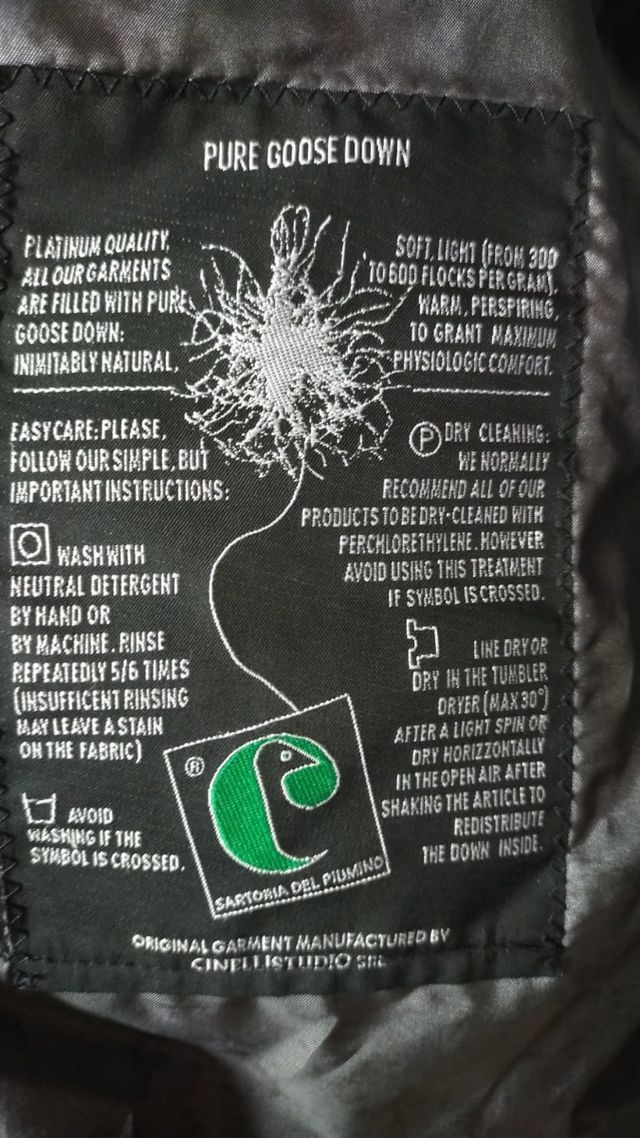 PURE GOOSE DOWN
PLATINUM QUALITY.
ALL OUR GARMENTS
ARE FILLED WITH PURE
GOOSE DOWN:
INIMITABLY NATURAL,
SOFT, LIGHT (FROM 300
TO 600 FLOCKS PER GRAM),
WARM, PERSPIRING,
TO GRANT MAXIMUM
PHYSIOLOGIC COMFORT.
EASY CARE: PLEASE,
FOLLOW OUR SIMPLE, BUT
IMPORTANT INSTRUCTIONS:
WASH WITH
NEUTRAL DETERGENT
BY HAND OR
BY MACHINE. RINSE
REPEATEDLY 5/6 TIMES
(INSUFFICENT RINSING
MAY LEAVE A STAIN
ON THE FABRIC)
AVOID
WASHING IF THE
SYMBOL IS CROSSED.
P DRY CLEANING:
WE NORMALLY
RECOMMEND ALL OF OUR
PRODUCTS TO BE DRY-CLEANED WITH
PERCHLORETHYLENE. HOWEVER
AVOID USING THIS TREATMENT
IF SYMBOL IS CROSSED.
LINE DRY OR
DRY IN THE TUMBLER
DRYER (MAX 30°)
AFTER A LIGHT SPIN OR
DRY HORIZZONTALLY
IN THE OPEN AIR AFTER
SHAKING THE ARTICLE TO
REDISTRIBUTE
THE DOWN INSIDE.
®
SARTORIA DEL PIUMINO
ORIGINAL GARMENT MANUFACTURED BY
CINELLISTUDIO SRL